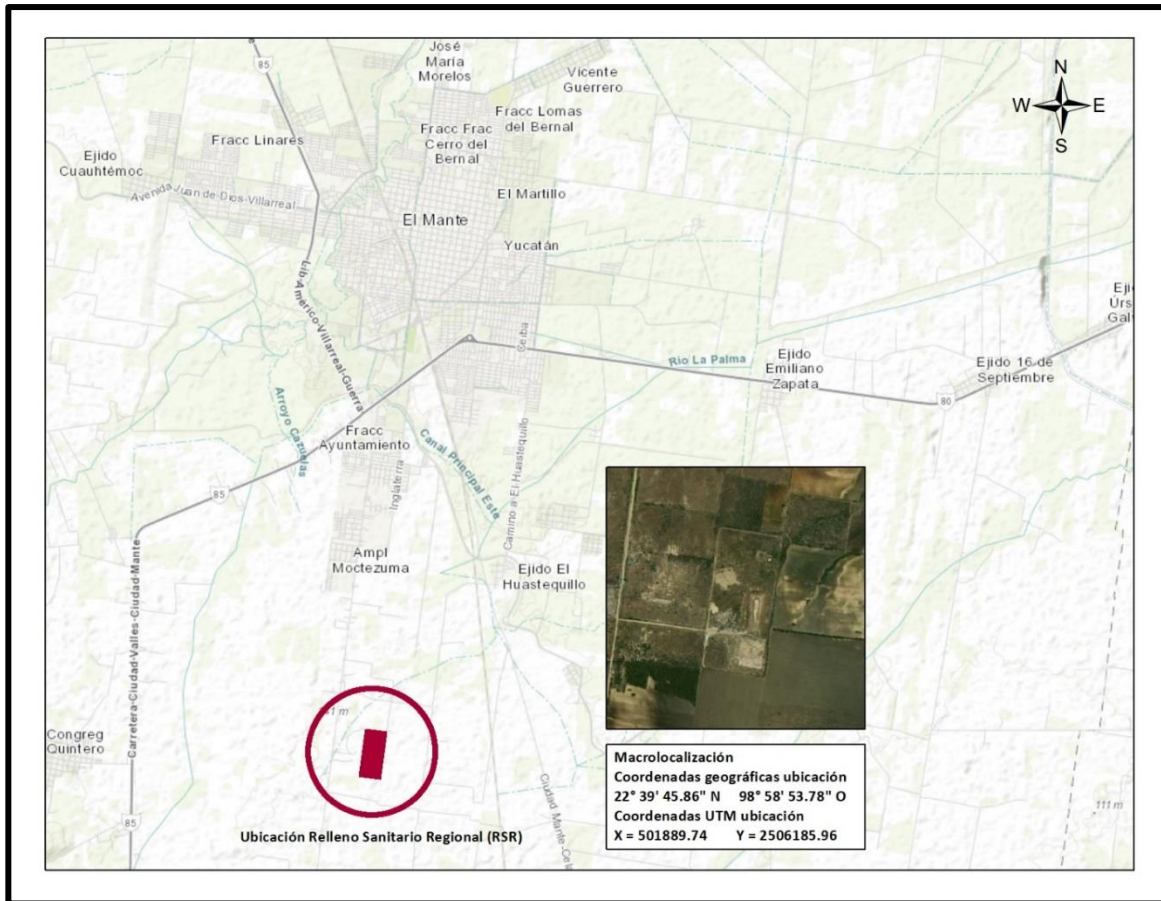 José
María
Morelos
Vicente
Guerrero
N
W
E
S
85
Fracc Lomas
del Bernal
Fracc Linares
Fracc Frac
Cerro del
Bernal
Ejido
Cuauhtémoc
Avenida Juan-de-Dios-Villarreal
El Martillo
El Mante
Yucatán
Lib-Américo-Villarreal-Guerra
Ceiba
Río La Palma
Ejido
Emiliano
Zapata
Ejido 16 de
Septiembre
80
Arroyo Cazuelas
Fracc
Ayuntamiento
Canal Principal Este
Inglaterra
Camino a El Huastequillo
85
Carretera-Ciudad-Valles-Ciudad-Mante
Ampl
Moctezuma
Ejido El
Huastequillo
Congreg
Quintero
85
Ubicación Relleno Sanitario Regional (RSR)
Macrolocalización
Coordenadas geográficas ubicación
22° 39' 45.86" N 98° 58' 53.78" O
Coordenadas UTM ubicación
X = 501889.74 Y = 2506185.96
111 m